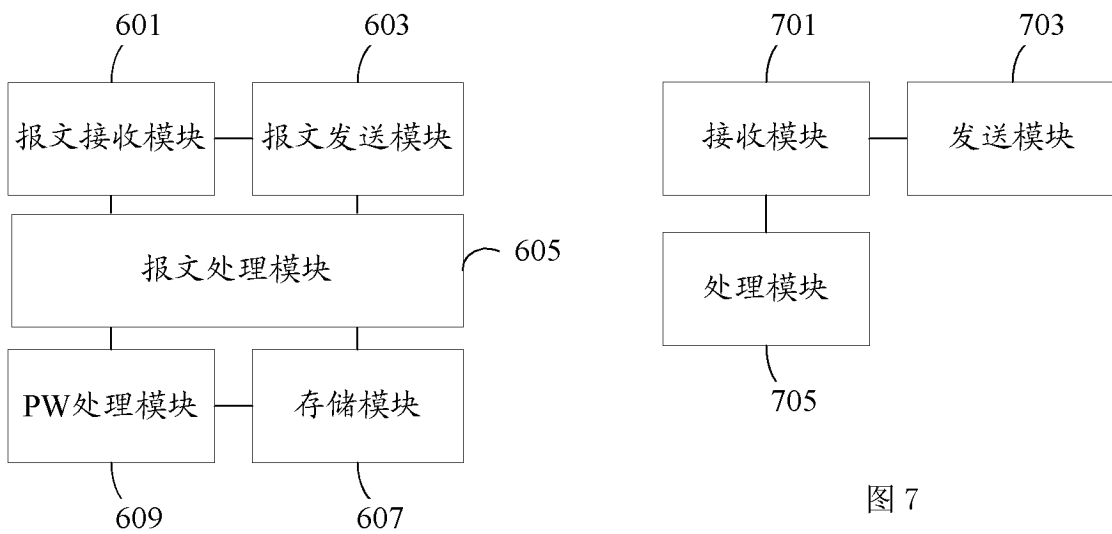 601
603
报文接收模块
报文发送模块
报文处理模块
605
PW处理模块
存储模块
609
607
701
703
接收模块
发送模块
处理模块
705
图 7